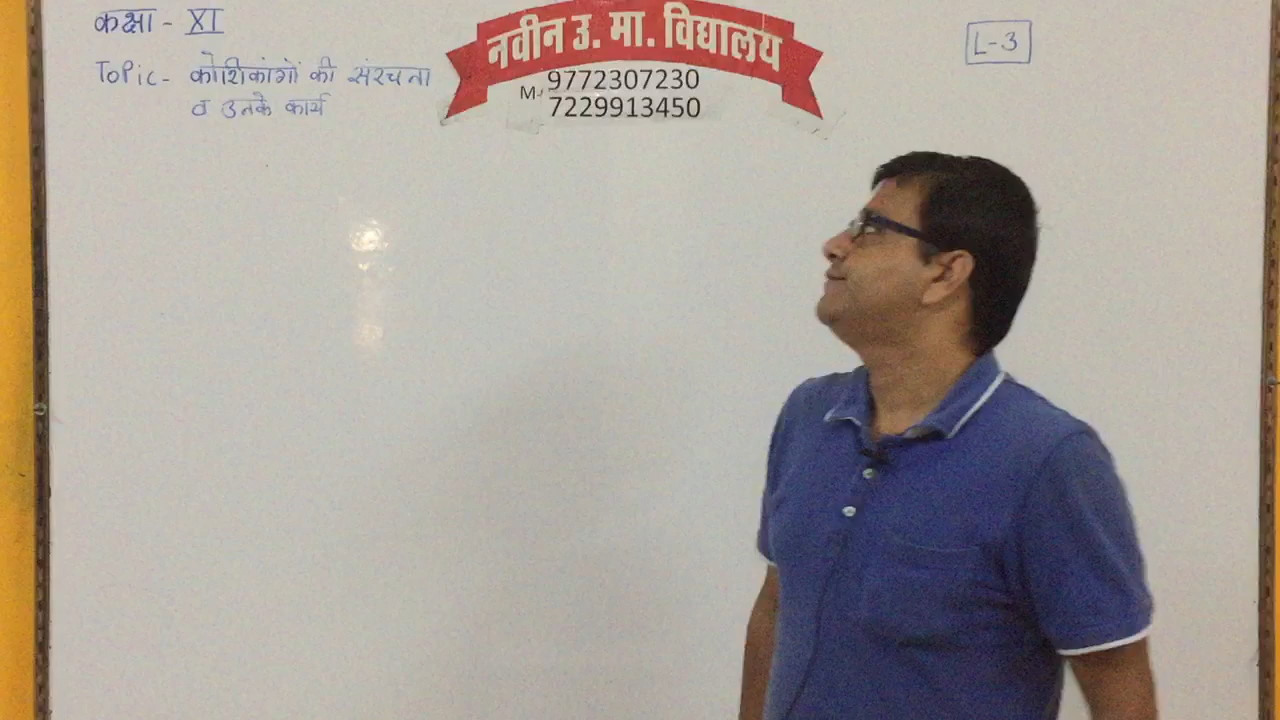 कक्षा - XI
Topic - कोशिकांगों की संरचना
व उनके कार्य
नवीन उ. मा. विद्यालय
M. 9772307230
7229913450
L-3